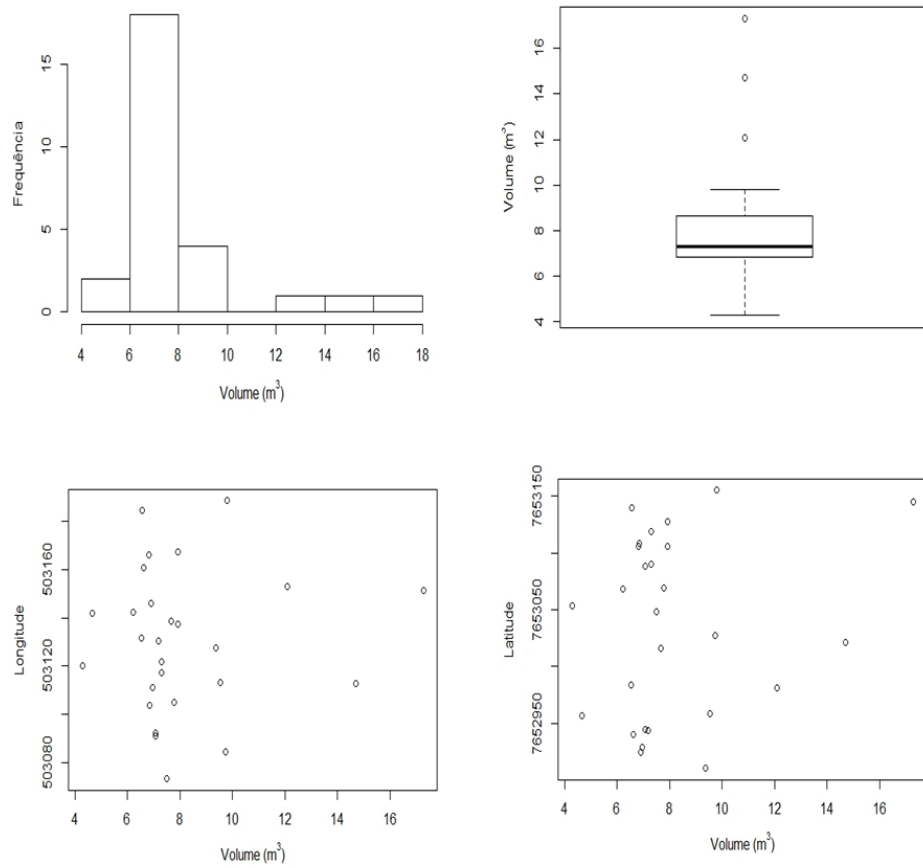 Frequência
15
10
5
0
4 6 8 10 12 14 16 18
Volume (m³)
Volume (m³)
16
14
12
10
8
6
4
Longitude
503160
503120
503080
4 6 8 10 12 14 16
Volume (m³)
Latitude
7653150
7653050
7652950
4 6 8 10 12 14 16
Volume (m³)